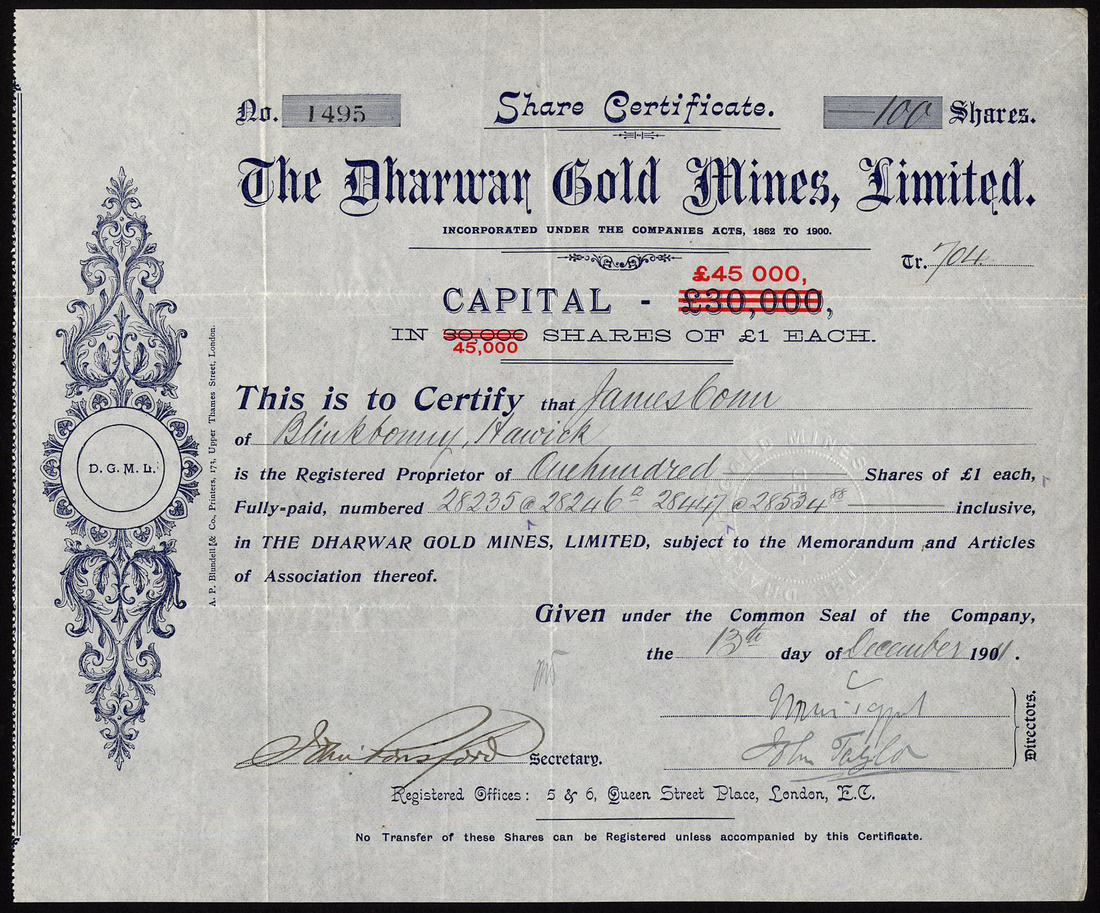 No. 1495 Share Certificate. 100 Shares.
The Dharwar Gold Mines, Limited.
INCORPORATED UNDER THE COMPANIES ACTS, 1862 TO 1900.
Tr. 704.
£45 000,
CAPITAL - £30,000,
IN 30,000 SHARES OF £1 EACH.
45,000
This is to Certify that James Conn
of Blinkbonny, Hawick
is the Registered Proprietor of Onehundred Shares of £1 each,
Fully-paid, numbered 28235 @ 28246 28447 @ 28534 inclusive,
in THE DHARWAR GOLD MINES, LIMITED, subject to the Memorandum and Articles
of Association thereof.
Given under the Common Seal of the Company,
the 13th day of December 1901.
John Taylor
Directors.
Secretary.
Registered Offices: 5 & 6, Queen Street Place, London, E.C.
No Transfer of these Shares can be Registered unless accompanied by this Certificate.
D. G. M. L.
A. P. Blundell & Co., Printers, 173, Upper Thames Street, London.